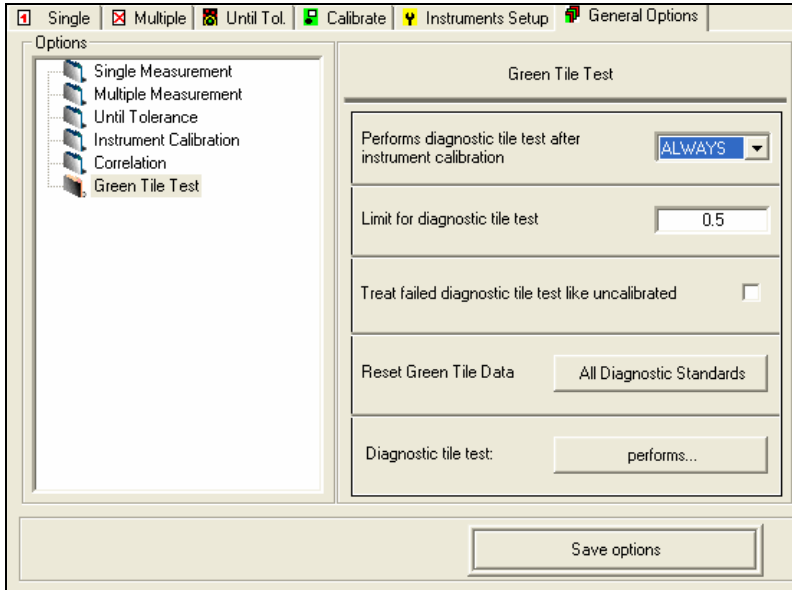 1 Single Multiple Until Tol. Calibrate Instruments Setup General Options
Options
Single Measurement
Multiple Measurement
Until Tolerance
Instrument Calibration
Correlation
Green Tile Test
Green Tile Test
Performs diagnostic tile test after
instrument calibration
ALWAYS
Limit for diagnostic tile test
0.5
Treat failed diagnostic tile test like uncalibrated
Reset Green Tile Data
All Diagnostic Standards
Diagnostic tile test:
performs...
Save options